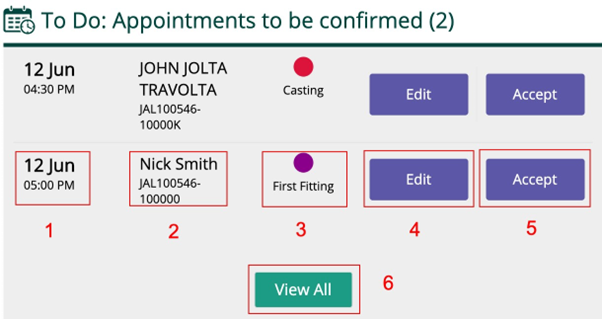 To Do: Appointments to be confirmed (2)
12 Jun
04:30 PM
JOHN JOLTA
TRAVOLTA
JAL100546-
10000K
Casting
Edit
Accept
12 Jun
05:00 PM
Nick Smith
JAL100546-
100000
First Fitting
Edit
Accept
1
2
3
4
5
View All
6